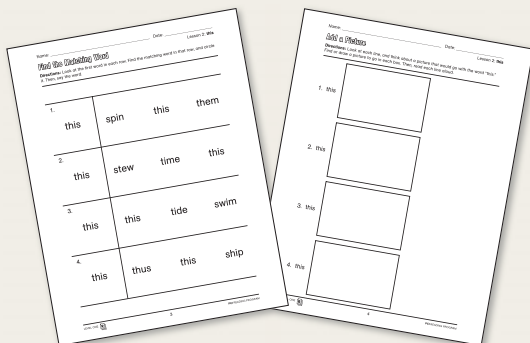 Name: Date: Lesson 2: this
Find the Matching Word
Directions: Look at the first word in each row. Find the matching word in that row, and circle
it. Then, say the word.
1.
this spin this them
2.
this stew time this
3.
this this tide swim
4.
this thus this ship
LEVEL ONE
3
Name: Date: Lesson 2: this
Add a Picture
Directions: Look at each line, and think about a picture that would go with the word "this".
Find or draw a picture to go in each box. Then, read each line aloud.
1. this
2. this
3. this
4. this
4